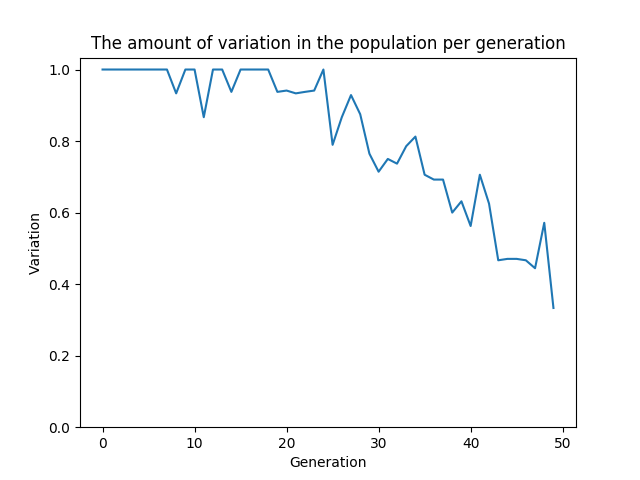 The amount of variation in the population per generation
1.0
0.8
0.6
0.4
0.2
0.0
Variation
0 10 20 30 40 50
Generation